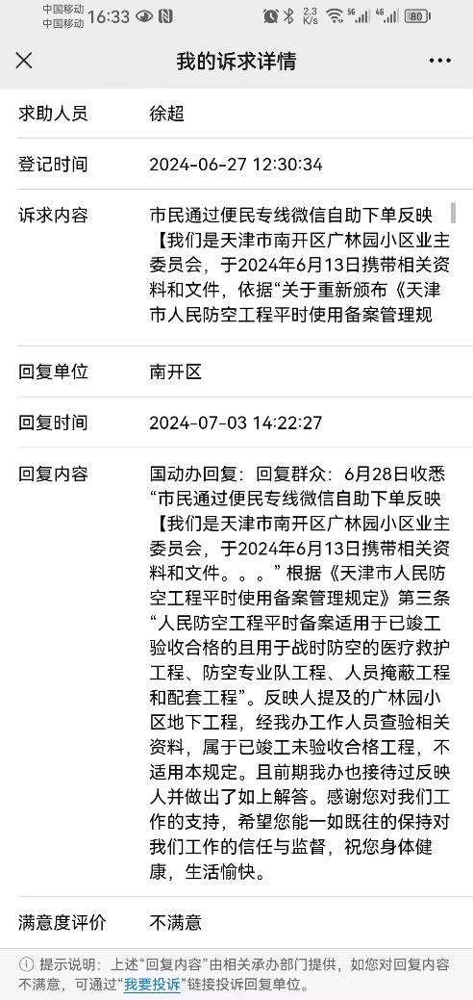 中国移动
中国移动 16:33 2.3 K/s 5G 4G 80
我的诉求详情
求助人员 徐超
登记时间 2024-06-27 12:30:34
诉求内容 市民通过便民专线微信自助下单反映
【我们是天津市南开区广林园小区业主
委员会，于2024年6月13日携带相关资
料和文件，依据“关于重新颁布《天津
市人民防空工程平时使用备案管理规
回复单位 南开区
回复时间 2024-07-03 14:22:27
回复内容 国动办回复：回复群众：6月28日收悉
“市民通过便民专线微信自助下单反映
【我们是天津市南开区广林园小区业主
委员会，于2024年6月13日携带相关资
料和文件。。。” 根据《天津市人民防
空工程平时使用备案管理规定》第三条
“人民防空工程平时备案适用于已竣工
验收合格的且用于战时防空的医疗救护
工程、防空专业队工程、人员掩蔽工程
和配套工程”。反映人提及的广林园小
区地下工程，经我办工作人员查验相关
资料，属于已竣工未验收合格工程，不
适用本规定。且前期我办也接待过反映
人并做出了如上解答。感谢您对我们工
作的支持，希望您能一如既往的保持对
我们工作的信任与监督，祝您身体健
康，生活愉快。
满意度评价 不满意
提示说明：上述“回复内容”由相关承办部门提供，如您对回复内容
不满意，可通过“我要投诉”链接投诉回复单位。